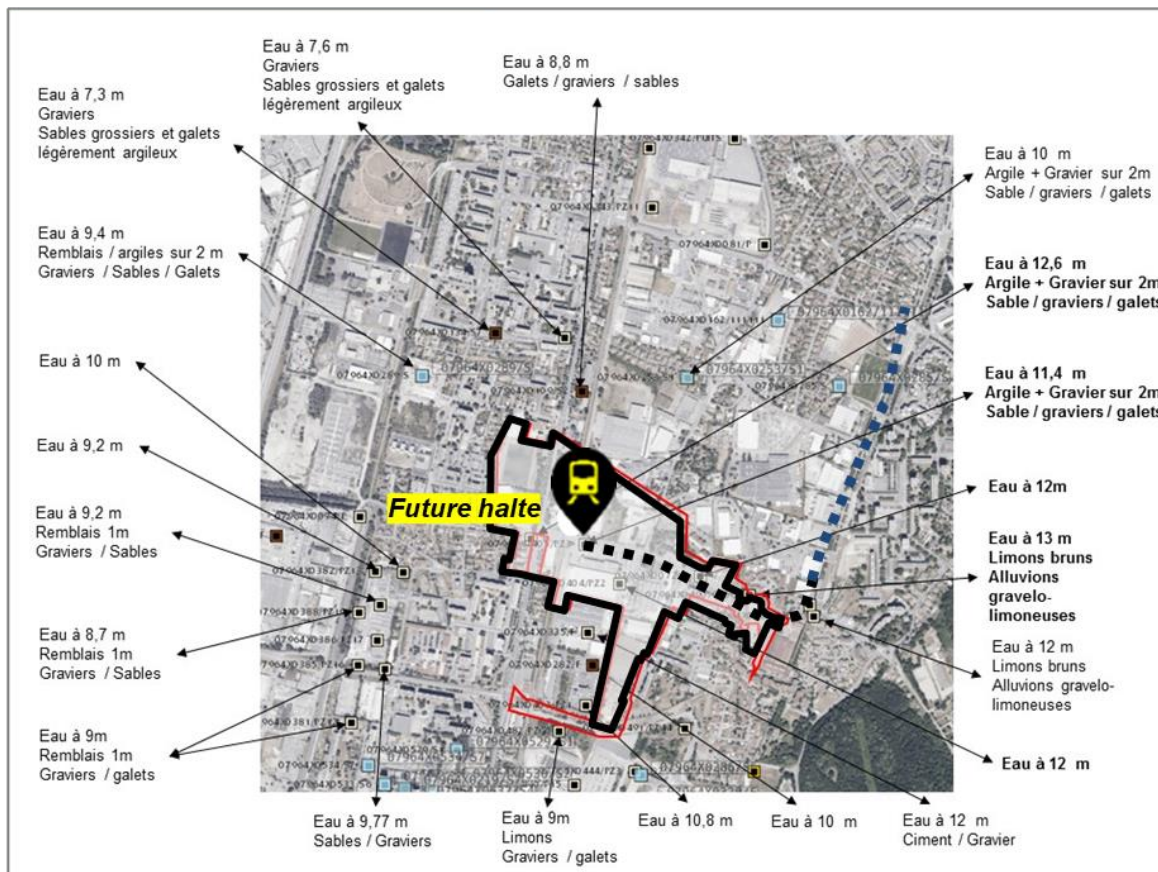 Eau à 7,6 m
Graviers
Sables grossiers et galets
légèrement argileux
Eau à 8,8 m
Galets / graviers / sables
Eau à 7,3 m
Graviers
Sables grossiers et galets
légèrement argileux
Eau à 10 m
Argile + Gravier sur 2m
Sable / graviers / galets
Eau à 9,4 m
Remblais / argiles sur 2 m
Graviers / Sables / Galets
Eau à 12,6 m
Argile + Gravier sur 2m
Sable / graviers / galets
Eau à 10 m
Eau à 11,4 m
Argile + Gravier sur 2m
Sable / graviers / galets
Eau à 9,2 m
Eau à 12m
Future halte
Eau à 9,2 m
Remblais 1m
Graviers / Sables
Eau à 13 m
Limons bruns
Alluvions
gravelo-
limoneuses
Eau à 8,7 m
Remblais 1m
Graviers / Sables
Eau à 12 m
Limons bruns
Alluvions gravelo-
limoneuses
Eau à 9m
Remblais 1m
Graviers / galets
Eau à 12 m
Eau à 9,77 m
Sables / Graviers
Eau à 9m
Limons
Graviers / galets
Eau à 10,8 m
Eau à 10 m
Eau à 12 m
Ciment / Gravier
07964X0081/P
07964X0289/S
07964X0253/S1